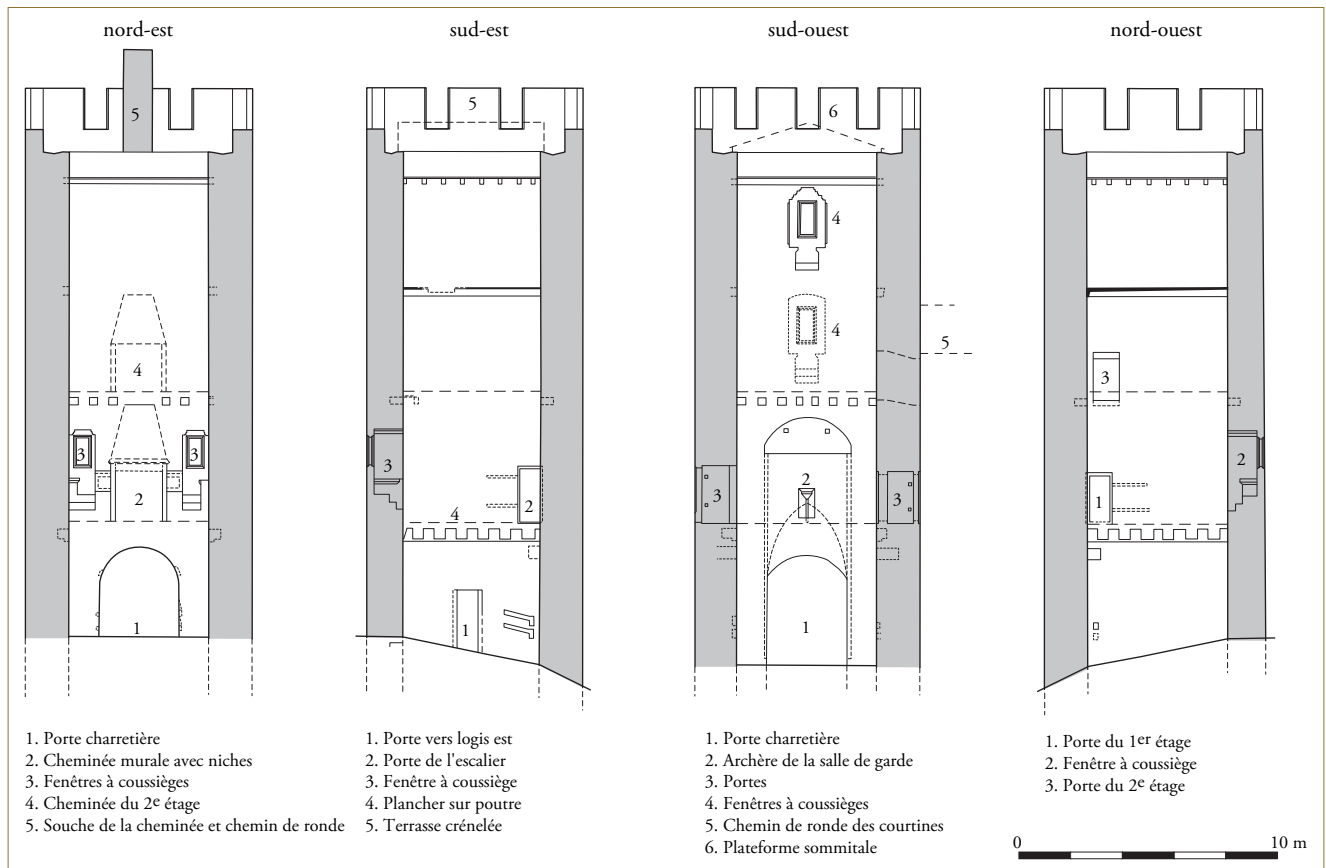 nord-est
5
4
3
3
2
1
1. Porte charretière
2. Cheminée murale avec niches
3. Fenêtres à coussièges
4. Cheminée du 2e étage
5. Souche de la cheminée et chemin de ronde
sud-est
5
3
2
4
1
1. Porte vers logis est
2. Porte de l'escalier
3. Fenêtre à coussiège
4. Plancher sur poutre
5. Terrasse crénelée
sud-ouest
6
4
4
5
2
3
3
1
1. Porte charretière
2. Archère de la salle de garde
3. Portes
4. Fenêtres à coussièges
5. Chemin de ronde des courtines
6. Plateforme sommitale
nord-ouest
3
2
1
1. Porte du 1er étage
2. Fenêtre à coussiège
3. Porte du 2e étage
0 10 m